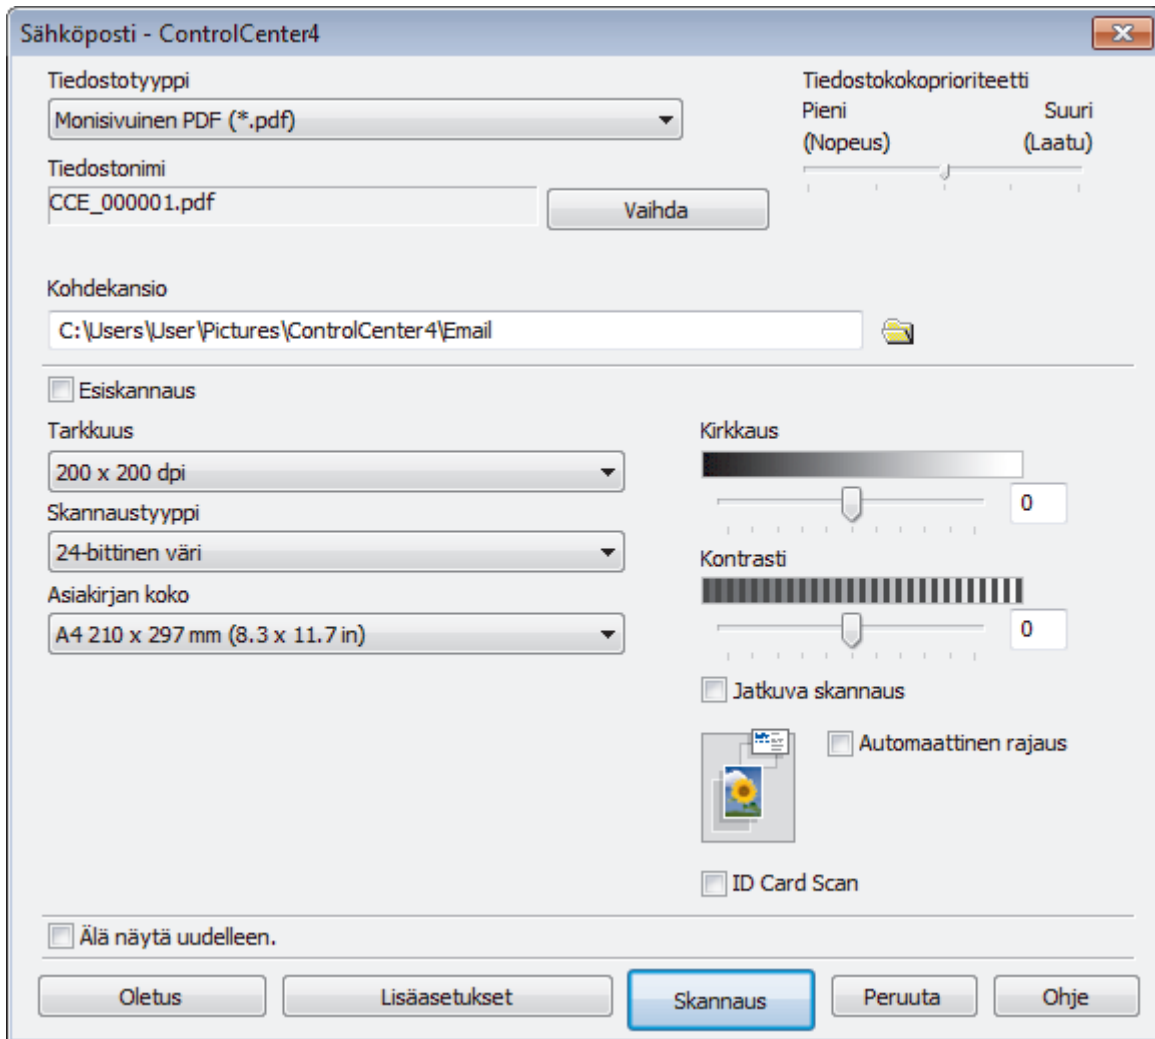 Sähköposti - ControlCenter4
Tiedostotyyppi
Monisivuinen PDF (*.pdf)
Tiedostokokoprioriteetti
Pieni Suuri
(Nopeus) (Laatu)
Tiedostonimi
CCE_000001.pdf
Vaihda
Kohdekansio
C:\Users\User\Pictures\ControlCenter4\Email
Esiskannaus
Tarkkuus
200 x 200 dpi
Skannaustyyppi
24-bittinen väri
Asiakirjan koko
A4 210 x 297 mm (8.3 x 11.7 in)
Kirkkaus
0
Kontrasti
0
Jatkuva skannaus
Automaattinen rajaus
ID Card Scan
Älä näytä uudelleen.
Oletus Lisäasetukset Skannaus Peruuta Ohje